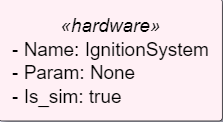 «hardware»
- Name: IgnitionSystem
- Param: None
- Is_sim: true